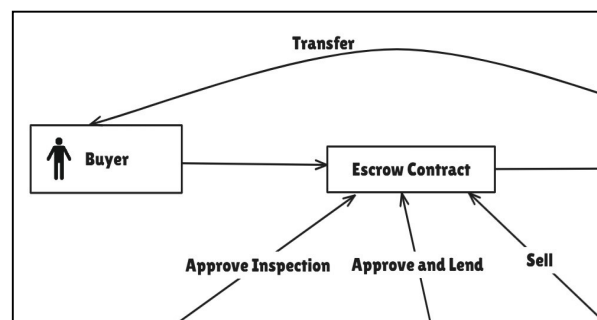 Transfer
Buyer
Escrow Contract
Approve Inspection
Approve and Lend
Sell